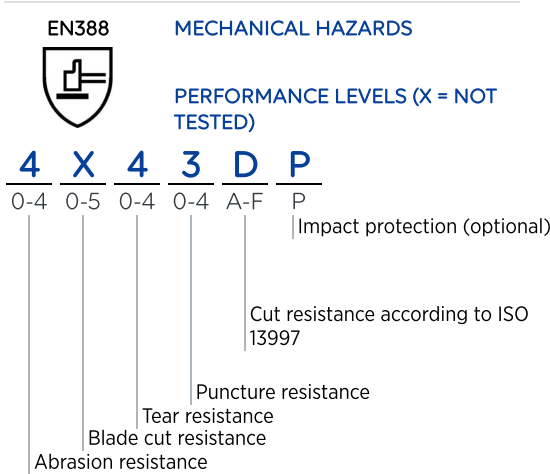 EN388
MECHANICAL HAZARDS
PERFORMANCE LEVELS (X = NOT
TESTED)
4 X 4 3 D P
0-4 0-5 0-4 0-4 A-F P
Impact protection (optional)
Cut resistance according to ISO
13997
Puncture resistance
Tear resistance
Blade cut resistance
Abrasion resistance